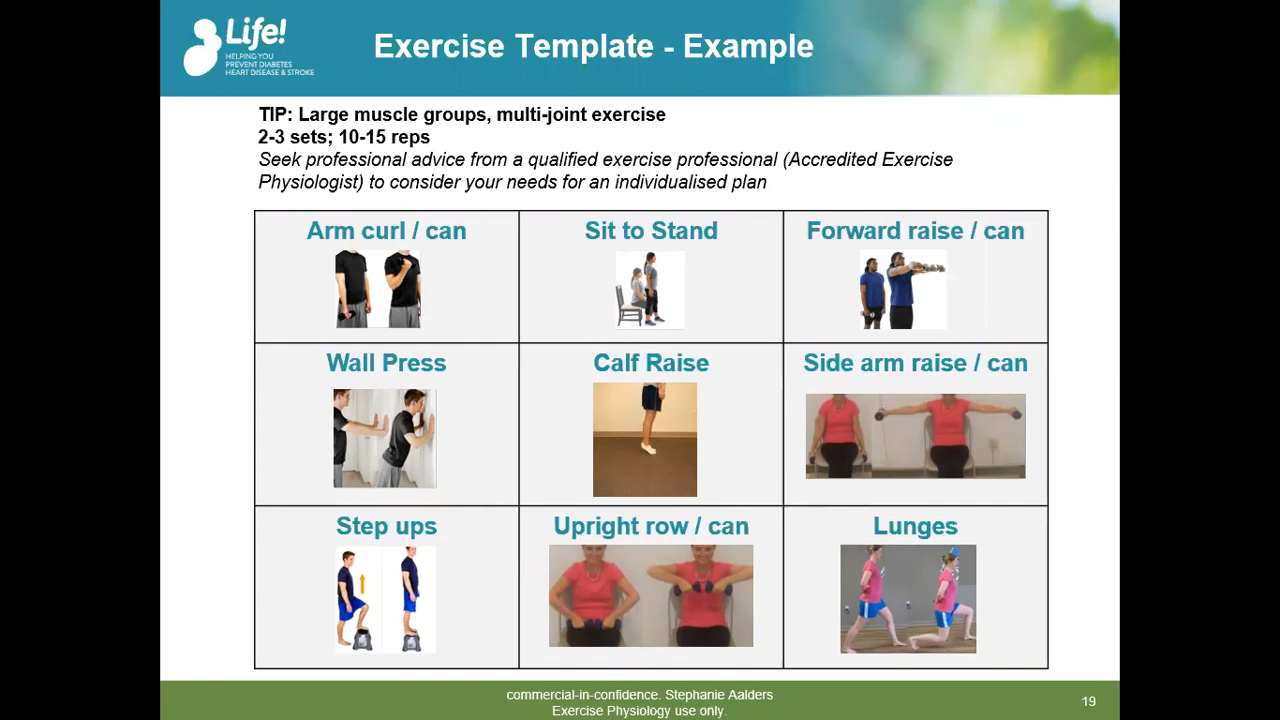 Life!
HELPING YOU
PREVENT DIABETES
HEART DISEASE & STROKE
Exercise Template - Example
TIP: Large muscle groups, multi-joint exercise
2-3 sets; 10-15 reps
Seek professional advice from a qualified exercise professional (Accredited Exercise
Physiologist) to consider your needs for an individualised plan
Arm curl / can
Sit to Stand
Forward raise / can
Wall Press
Calf Raise
Side arm raise / can
Step ups
Upright row / can
Lunges
commercial-in-confidence. Stephanie Aalders
Exercise Physiology use only.
19